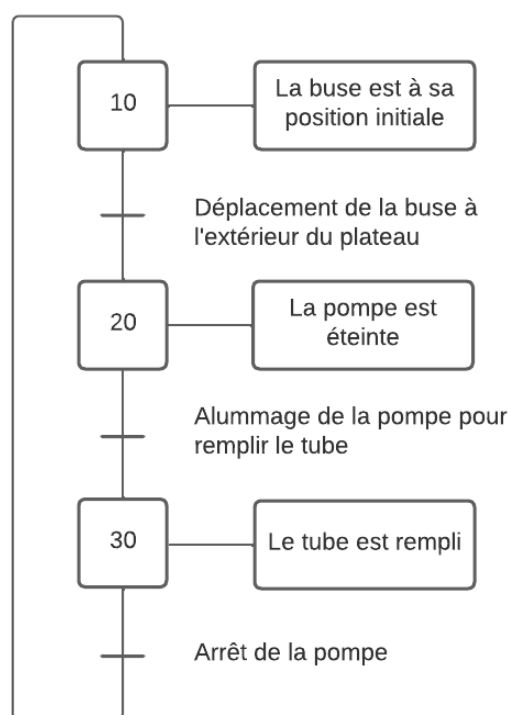 10
La buse est à sa
position initiale
Déplacement de la buse à
l'extérieur du plateau
20
La pompe est
éteinte
Alummage de la pompe pour
remplir le tube
30
Le tube est rempli
Arrêt de la pompe